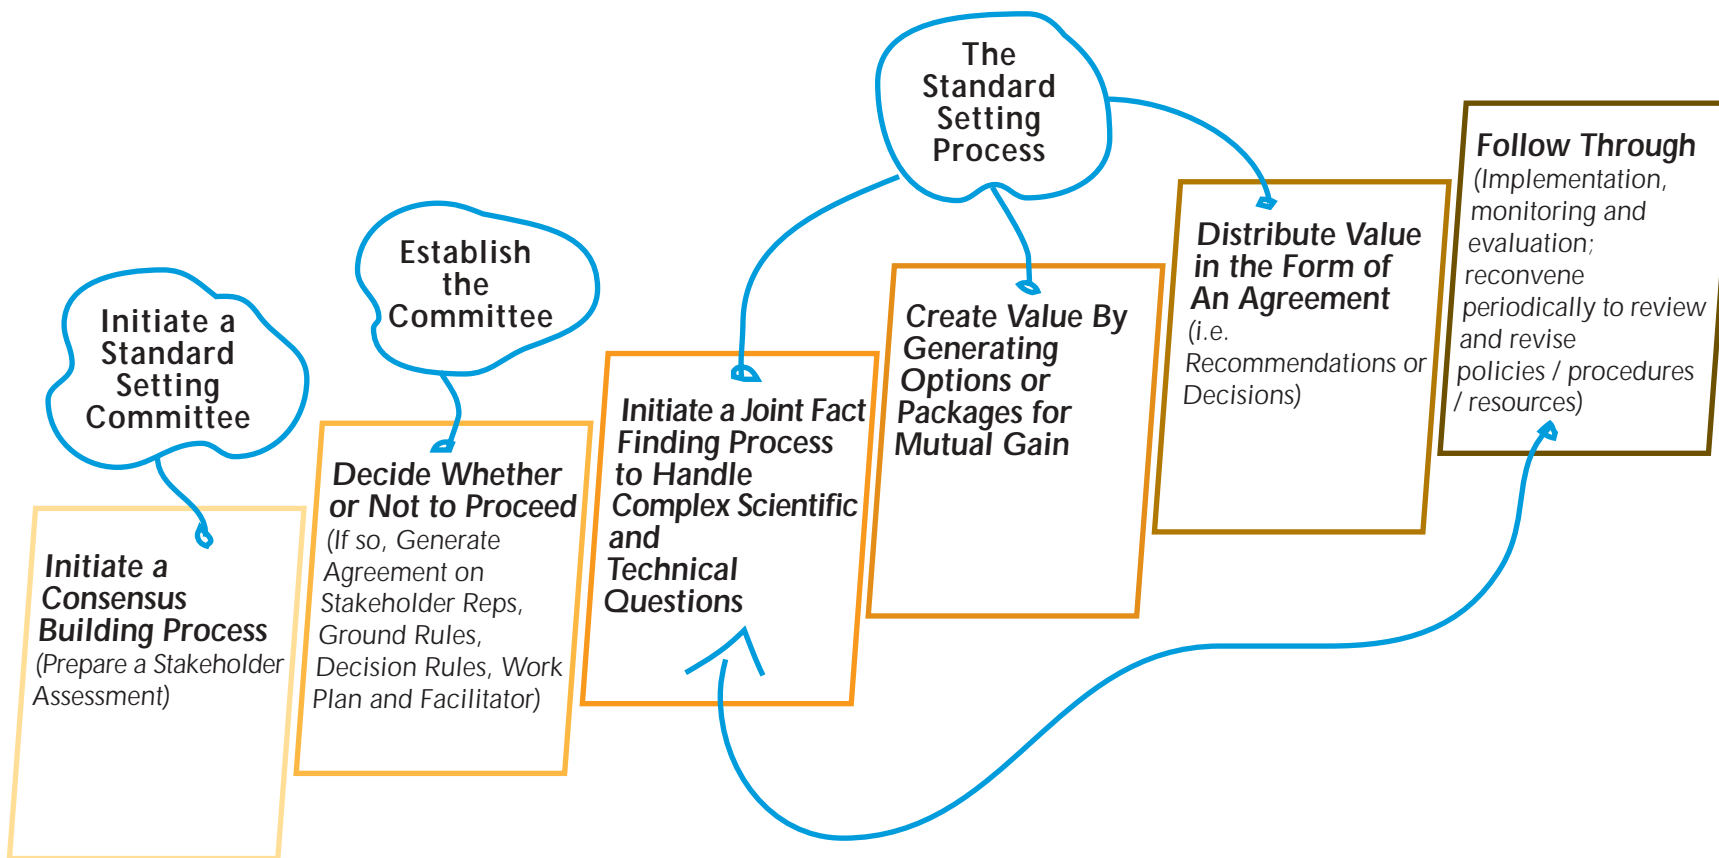 Initiate a
Standard
Setting
Committee
Initiate a
Consensus
Building Process
(Prepare a Stakeholder
Assessment)
Establish
the
Committee
Decide Whether
or Not to Proceed
(If so, Generate
Agreement on
Stakeholder Reps,
Ground Rules,
Decision Rules, Work
Plan and Facilitator)
The
Standard
Setting
Process
Initiate a Joint Fact
Finding Process
to Handle
Complex Scientific
and
Technical
Questions
Create Value By
Generating
Options or
Packages for
Mutual Gain
Distribute Value
in the Form of
An Agreement
(i.e.
Recommendations or
Decisions)
Follow Through
(Implementation,
monitoring and
evaluation;
reconvene
periodically to review
and revise
policies / procedures
/ resources)